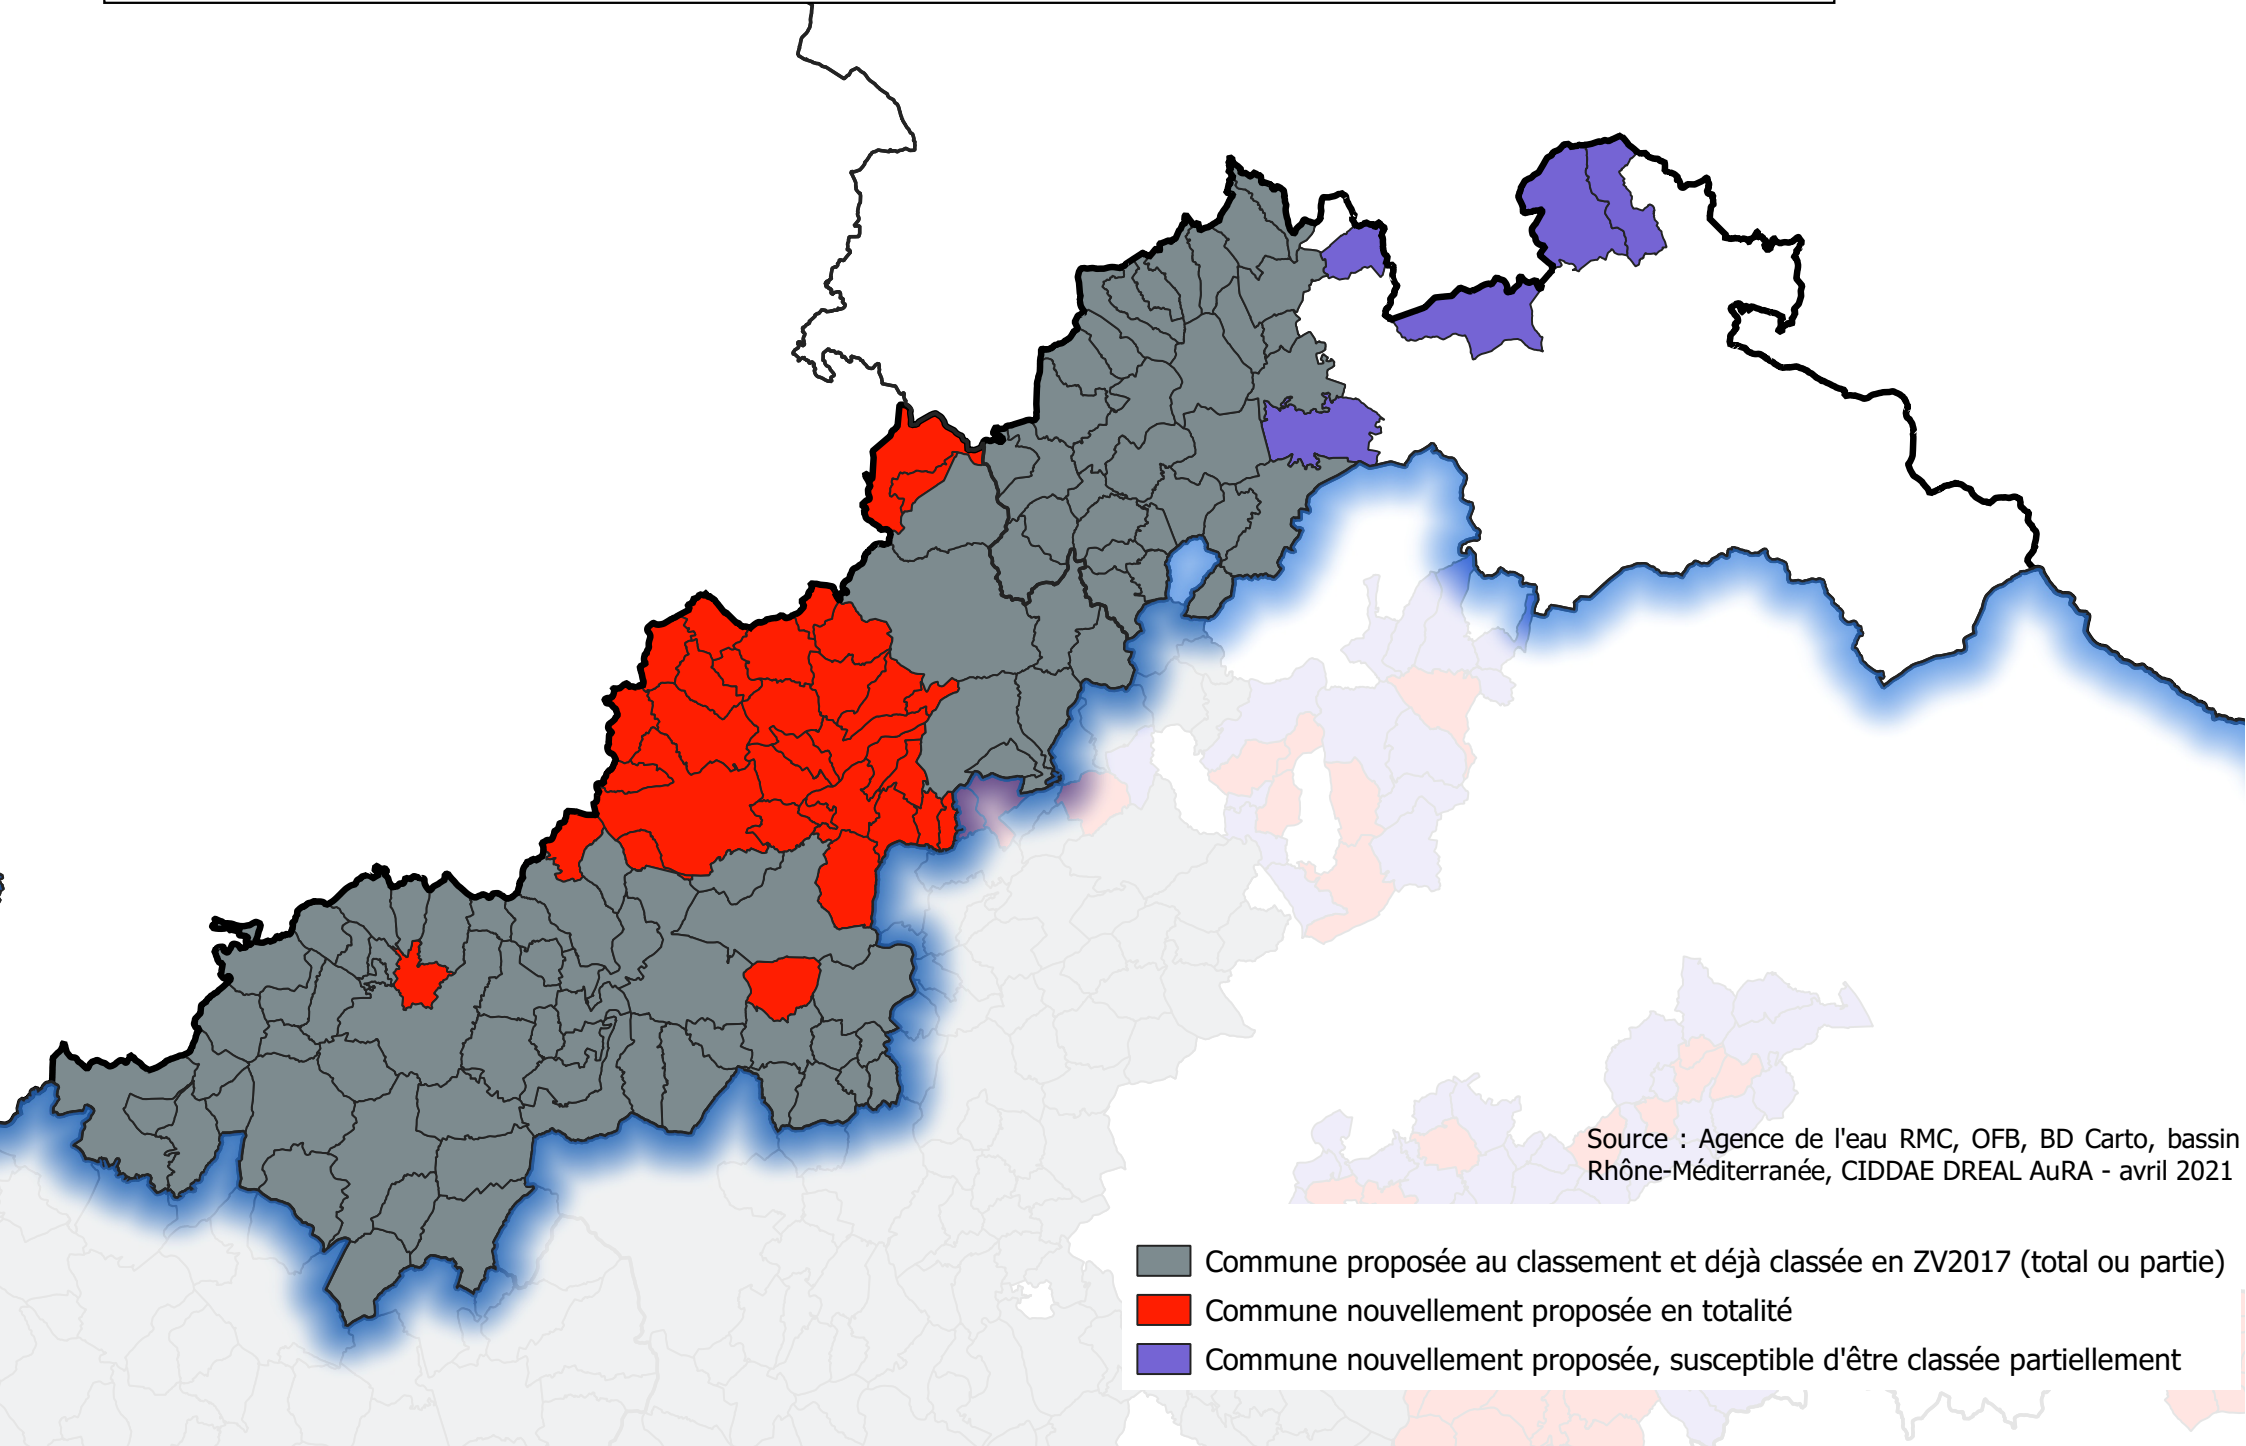 Source : Agence de l'eau RMC, OFB, BD Carto, bassin
Rhône-Méditerranée, CIDDAE DREAL AuRA - avril 2021
Commune proposée au classement et déjà classée en ZV2017 (total ou partie)
Commune nouvellement proposée en totalité
Commune nouvellement proposée, susceptible d'être classée partiellement